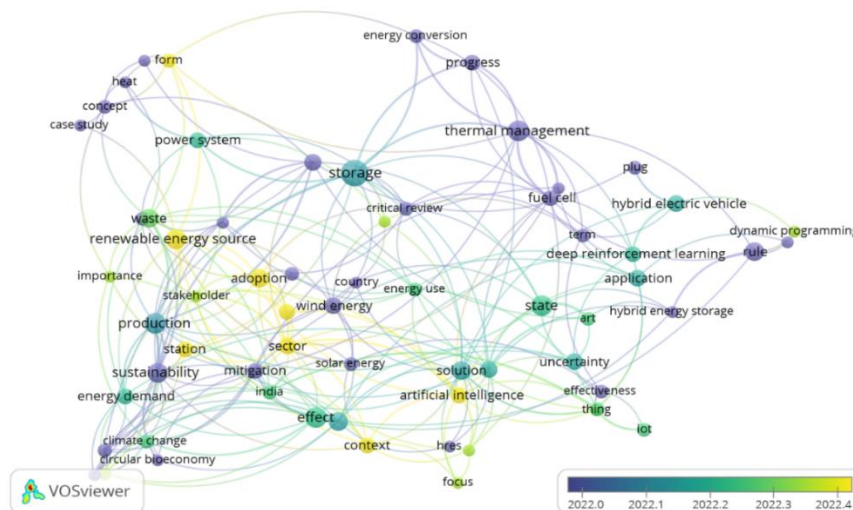 energy conversion
form
progress
heat
concept
case study
thermal management
power system
storage
plug
fuel cell
hybrid electric vehicle
critical review
waste
dynamic programming
renewable energy source
term
deep reinforcement learning
rule
importance
adoption
country
application
stakeholder
energy use
wind energy
state
hybrid energy storage
production
art
station
sector
sustainability
mitigation
solar energy
solution
uncertainty
energy demand
india
artificial intelligence
effectiveness
thing
effect
iot
climate change
context
hres
circular bioeconomy
focus
VOSviewer
2022.0 2022.1 2022.2 2022.3 2022.4